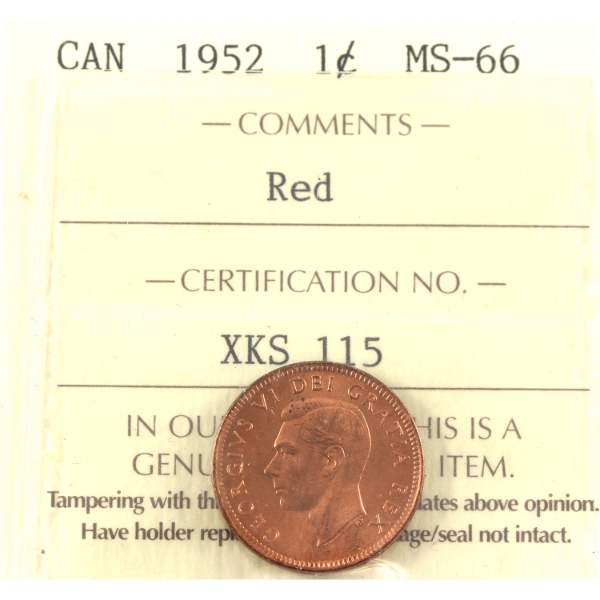 CAN 1952 1¢ MS-66
— COMMENTS —
Red
— CERTIFICATION NO. —
XKS 115
IN OU HIS IS A
GENU ITEM.
Tampering with th ates above opinion.
Have holder rep age/seal not intact.
GEORGIVS VI DEI GRATIA REX